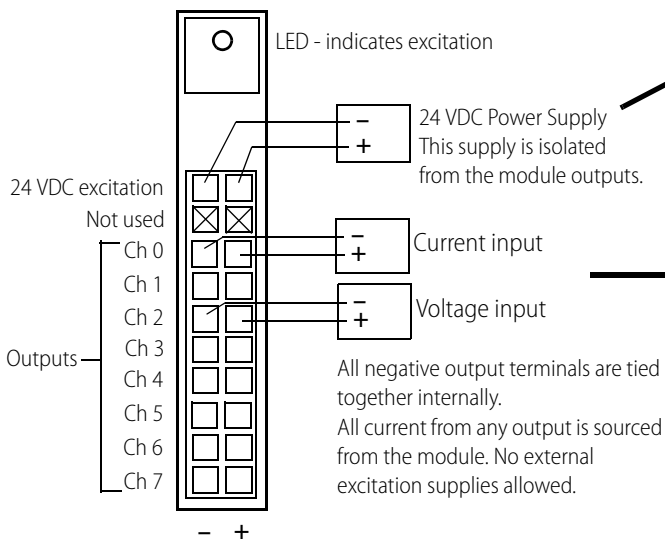 LED - indicates excitation
24 VDC Power Supply
This supply is isolated
from the module outputs.
–
+
24 VDC excitation
Not used
Ch 0
Ch 1
Ch 2
Ch 3
Ch 4
Ch 5
Ch 6
Ch 7
Outputs
–
+
Current input
–
+
Voltage input
All negative output terminals are tied
together internally.
All current from any output is sourced
from the module. No external
excitation supplies allowed.
– +